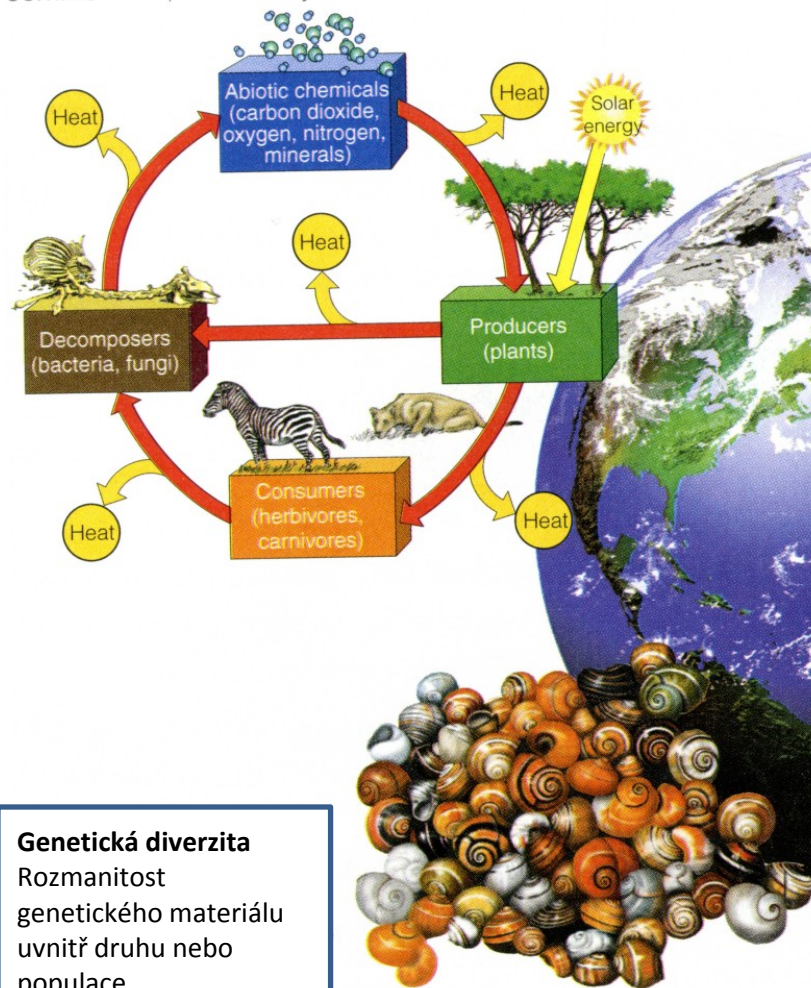 Abiotic chemicals
(carbon dioxide,
oxygen, nitrogen,
minerals)
Heat
Heat
Solar
energy
Heat
Decomposers
(bacteria, fungi)
Producers
(plants)
Consumers
(herbivores,
carnivores)
Heat
Heat
Genetická diverzita
Rozmanitost
genetického materiálu
uvnitř druhu nebo
populace